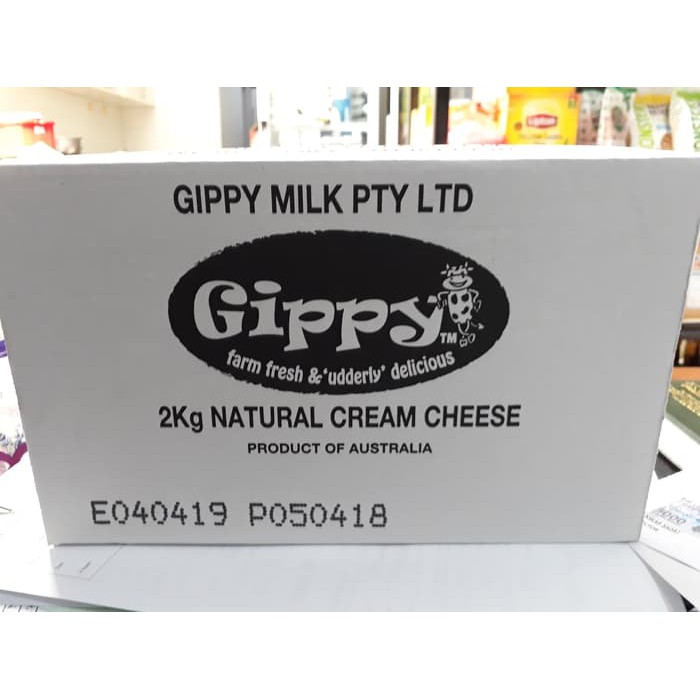 GIPPY MILK PTY LTD
Gippy TM
farm fresh & 'udderly' delicious
2Kg NATURAL CREAM CHEESE
PRODUCT OF AUSTRALIA
E040419 P050418
Lipton